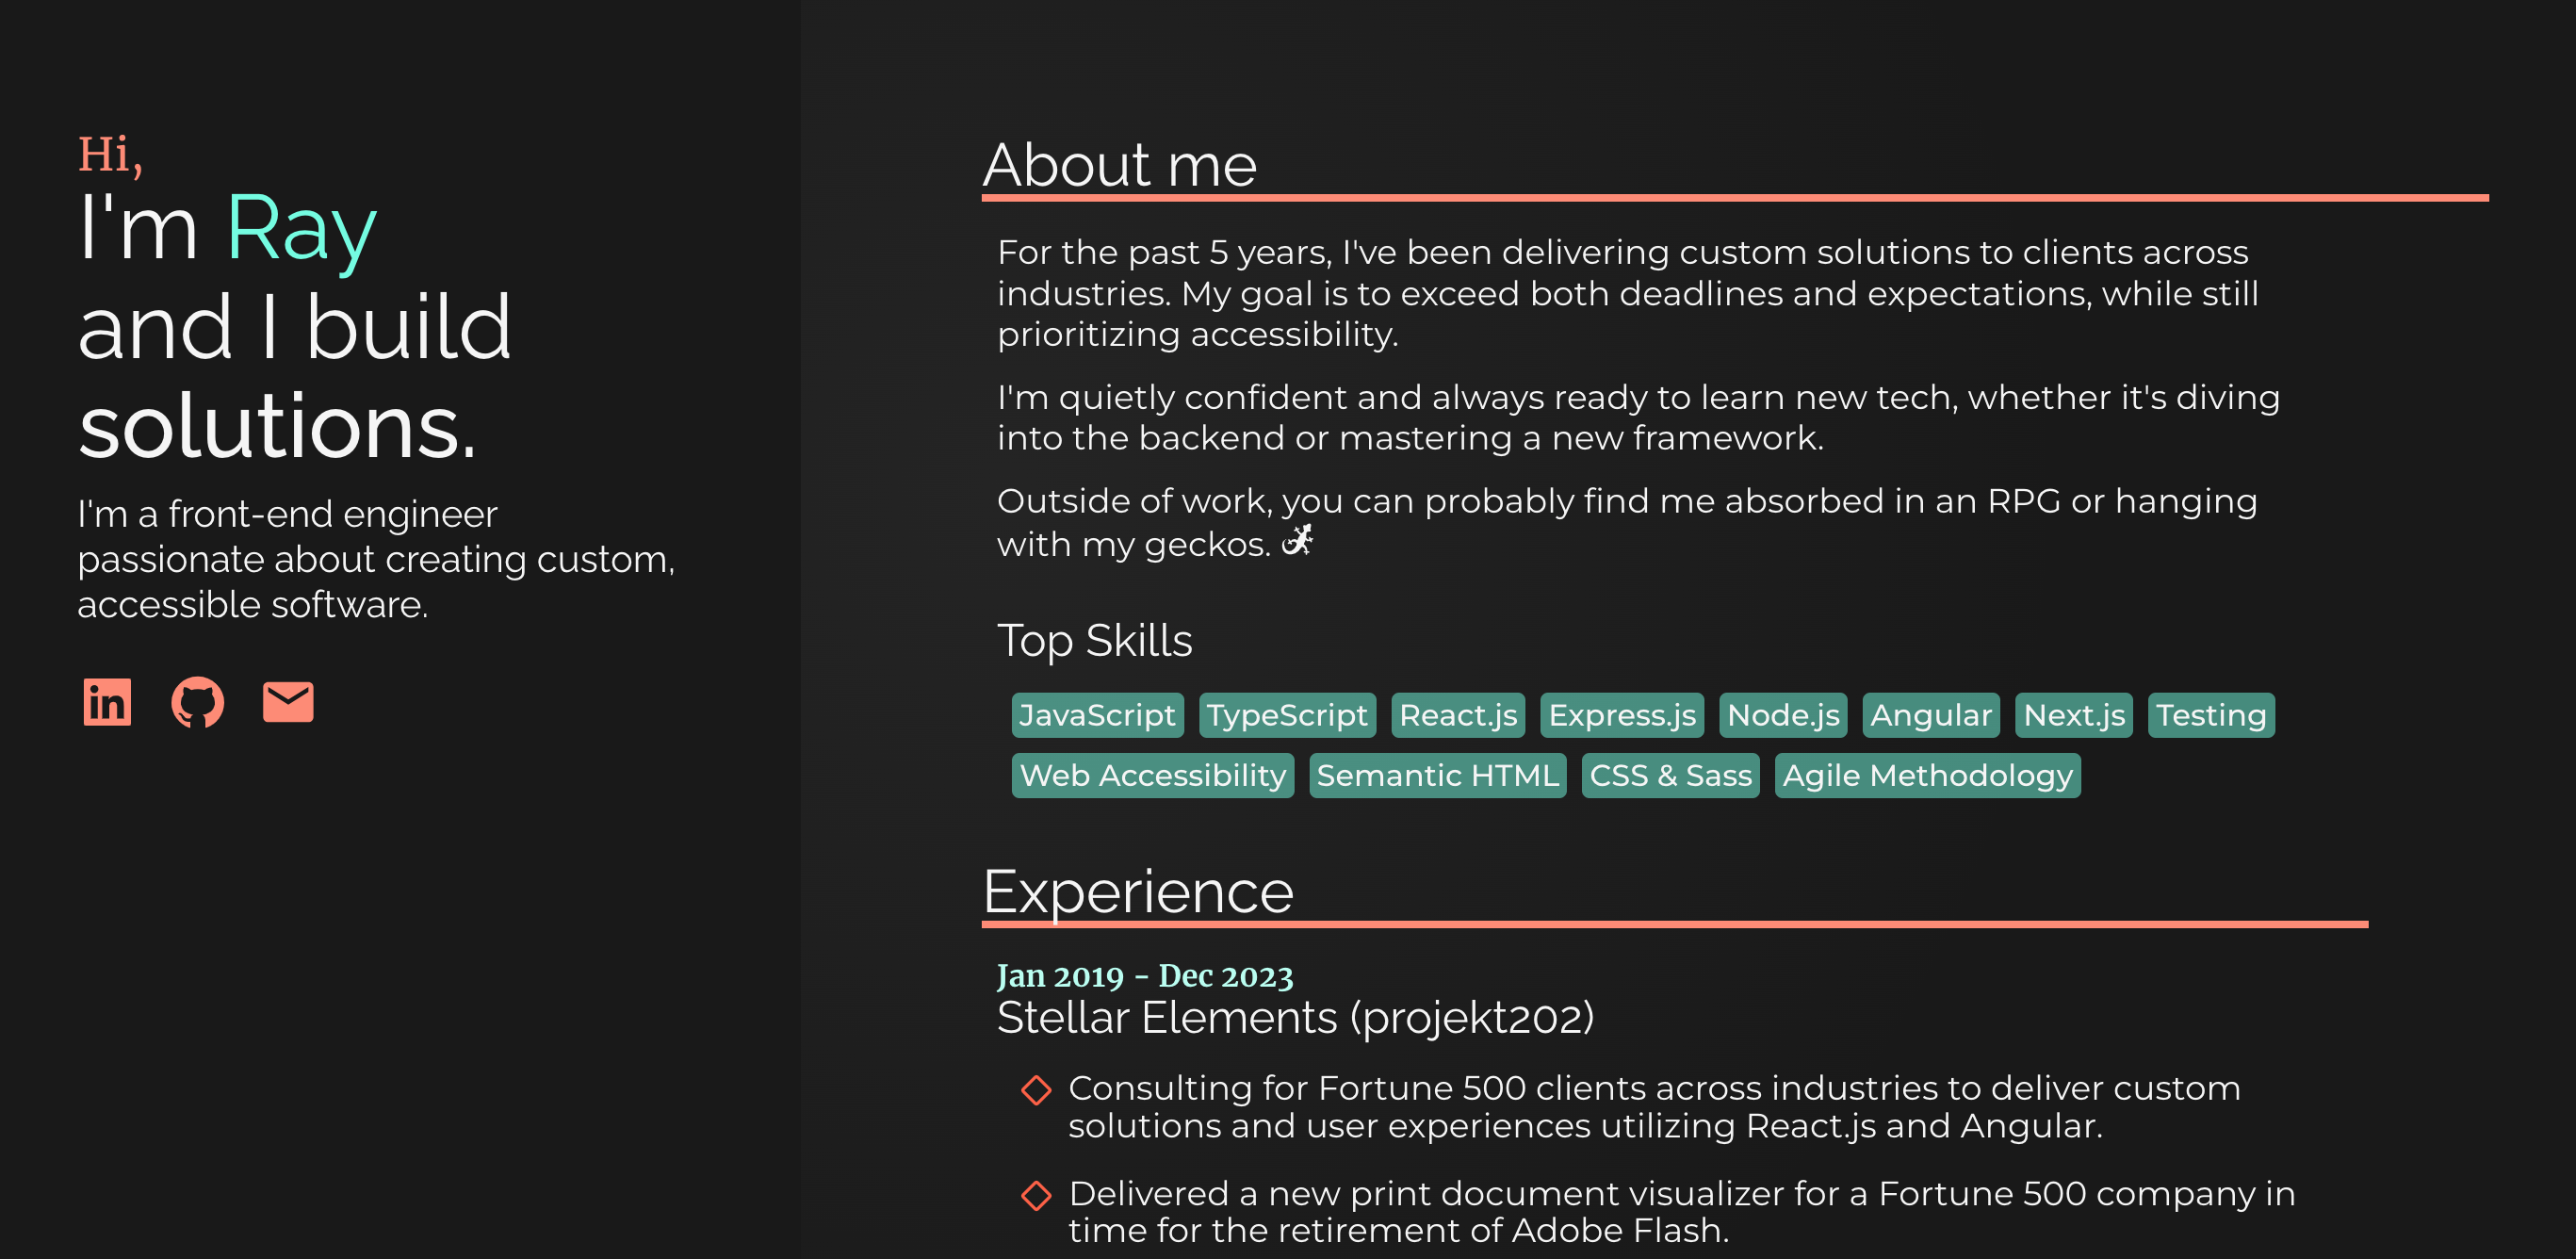 Hi,
I'm Ray
and I build
solutions.
I'm a front-end engineer
passionate about creating custom,
accessible software.
in
About me
For the past 5 years, I've been delivering custom solutions to clients across
industries. My goal is to exceed both deadlines and expectations, while still
prioritizing accessibility.
I'm quietly confident and always ready to learn new tech, whether it's diving
into the backend or mastering a new framework.
Outside of work, you can probably find me absorbed in an RPG or hanging
with my geckos.
Top Skills
JavaScript TypeScript React.js Express.js Node.js Angular Next.js Testing
Web Accessibility Semantic HTML CSS & Sass Agile Methodology
Experience
Jan 2019 - Dec 2023
Stellar Elements (projekt202)
Consulting for Fortune 500 clients across industries to deliver custom
solutions and user experiences utilizing React.js and Angular.
Delivered a new print document visualizer for a Fortune 500 company in
time for the retirement of Adobe Flash.